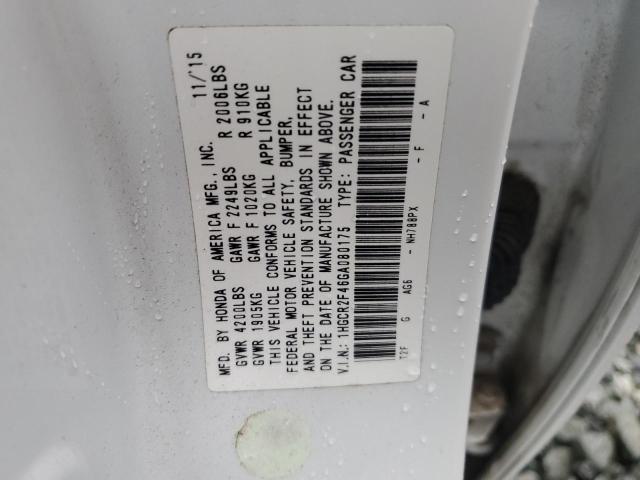 MFD. BY HONDA OF AMERICA MFG., INC. 11/'15
GVWR 4200LBS GAWR F 2249LBS R 2006LBS
GVWR 1905KG GAWR F 1020KG R 910KG
THIS VEHICLE CONFORMS TO ALL APPLICABLE
FEDERAL MOTOR VEHICLE SAFETY, BUMPER,
AND THEFT PREVENTION STANDARDS IN EFFECT
ON THE DATE OF MANUFACTURE SHOWN ABOVE.
V.I.N.: 1HGCR2F46GA080175 TYPE: PASSENGER CAR
T2F G AG6 - NH788PX - F - A